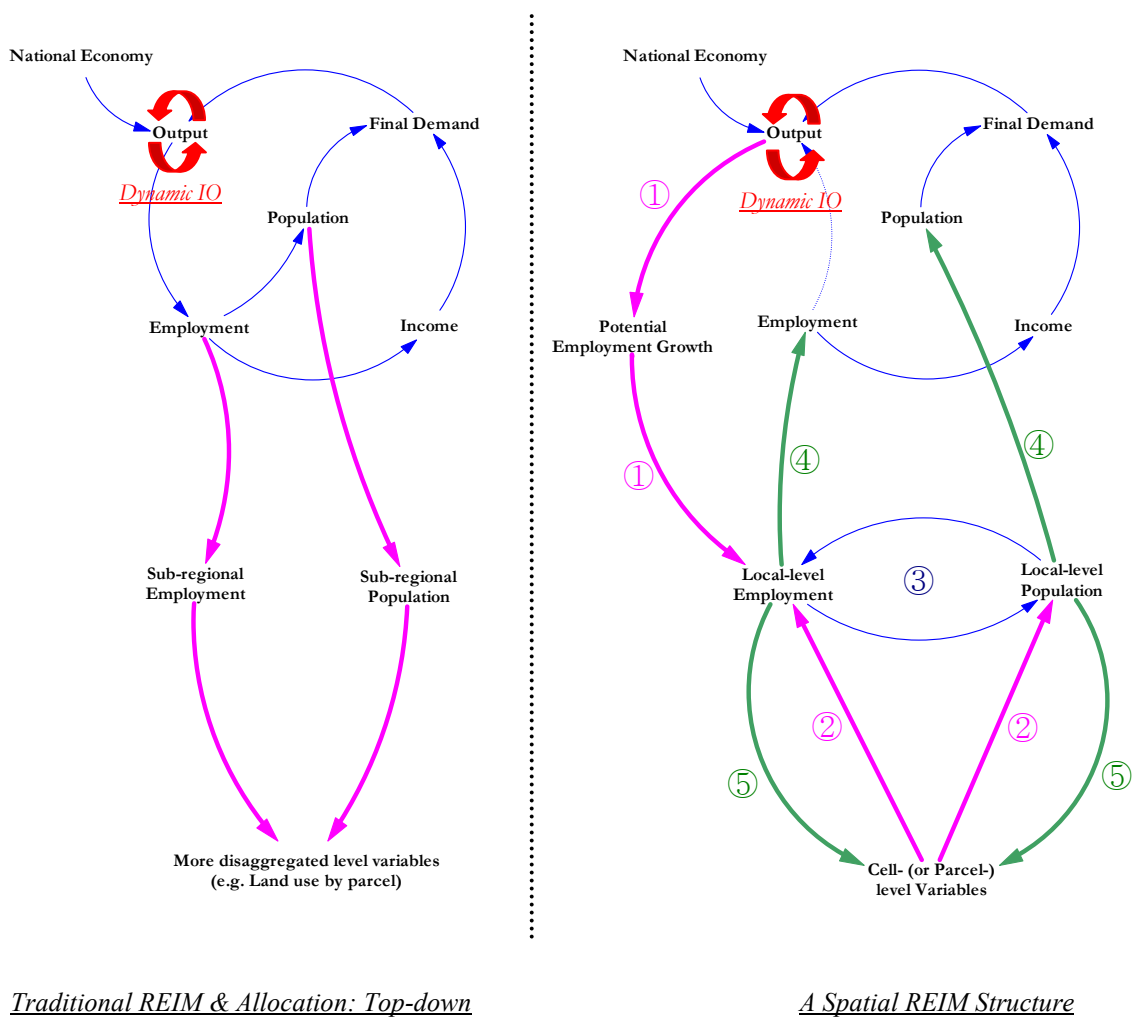 National Economy
Output
Final Demand
Dynamic IO
Population
Employment
Income
Sub-regional
Employment
Sub-regional
Population
More disaggregated level variables
(e.g. Land use by parcel)
Traditional REIM & Allocation: Top-down
National Economy
Output
Final Demand
①
Dynamic IO
Population
Potential
Employment Growth
Employment
Income
①
④
④
Local-level
Employment
③
Local-level
Population
②
②
⑤
⑤
Cell- (or Parcel-)
level Variables
A Spatial REIM Structure